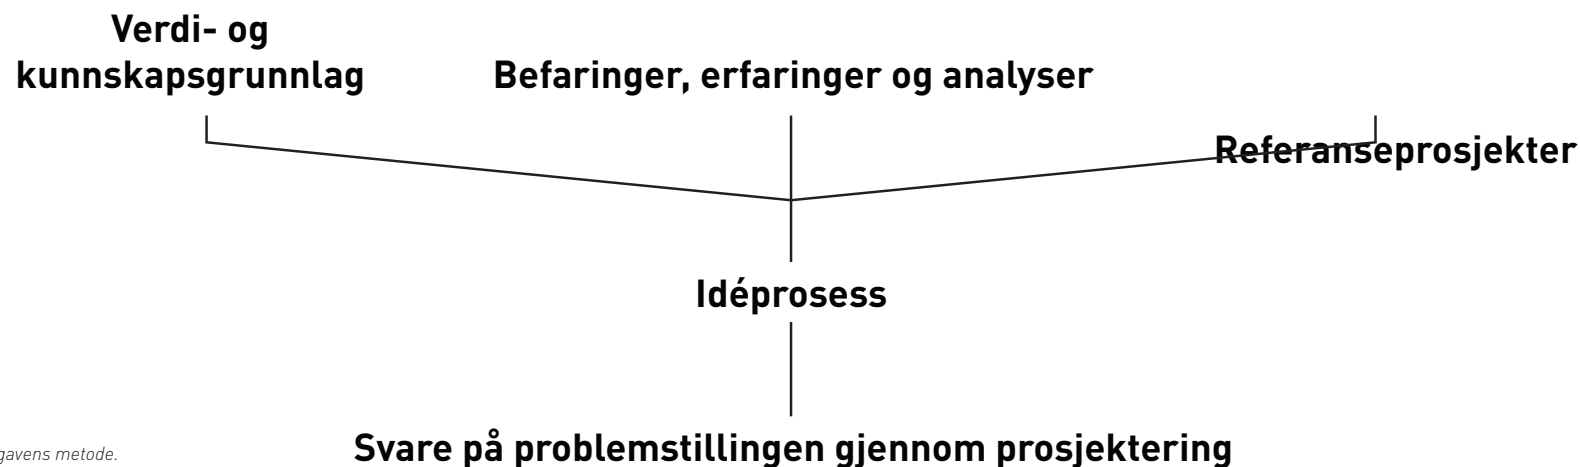 Verdi- og
kunnskapsgrunnlag
Befaringer, erfaringer og analyser
Referanseprosjekter
Idéprosess
Svare på problemstillingen gjennom prosjektering
gavens metode.